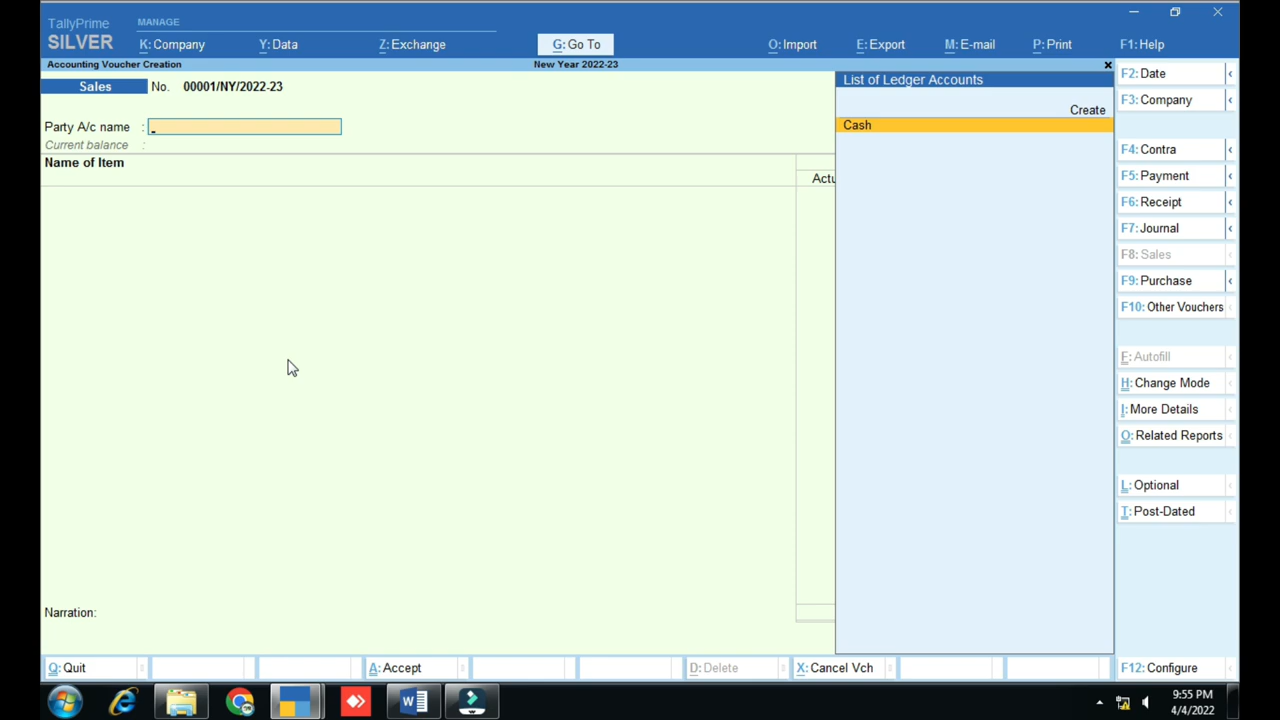 TallyPrime
MANAGE
SILVER
K: Company
Y: Data
Z: Exchange
G: Go To
O: Import
E: Export
M: E-mail
P: Print
F1: Help
Accounting Voucher Creation
New Year 2022-23
Sales
No.
00001/NY/2022-23
Party A/c name :
Current balance :
Name of Item
Actu
List of Ledger Accounts
Create
Cash
F2: Date
F3: Company
F4: Contra
F5: Payment
F6: Receipt
F7: Journal
F8: Sales
F9: Purchase
F10: Other Vouchers
F: Autofill
H: Change Mode
I: More Details
O: Related Reports
L: Optional
T: Post-Dated
Narration:
Q: Quit
A: Accept
D: Delete
X: Cancel Vch
F12: Configure
9:55 PM
4/4/2022